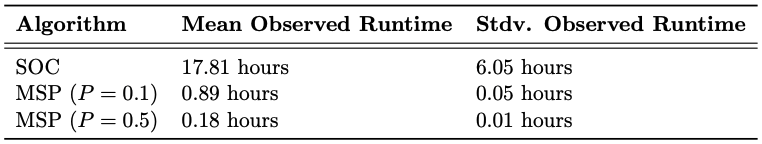 Algorithm Mean Observed Runtime Stdv. Observed Runtime
SOC 17.81 hours 6.05 hours
MSP (P = 0.1) 0.89 hours 0.05 hours
MSP (P = 0.5) 0.18 hours 0.01 hours